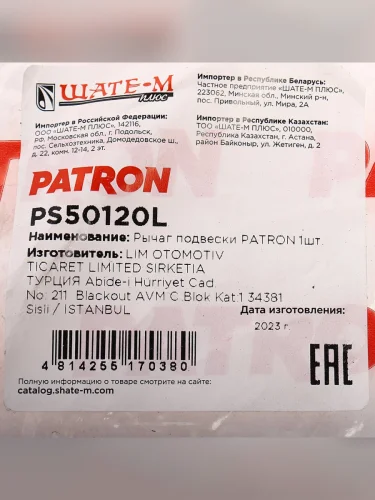 ШАТЕ-М
ПЛЮС
Импортер в Российской Федерации:
ООО «ШАТЕ-М ПЛЮС», 142116,
РФ, Московская обл., г. Подольск,
пос. Сельхозтехника, Домодедовское ш.,
д. 22, комн. 12-14, 2 эт.
Импортер в Республике Беларусь:
Частное предприятие «ШАТЕ-М ПЛЮС»,
223062, Минская обл., Минский р-н,
пос. Привольный, ул. Мира, 2А
Импортер в Республике Казахстан:
ТОО «ШАТЕ-М ПЛЮС», 010000,
Республика Казахстан, г. Астана,
район Байконыр, ул. Жетиген, д. 2
PATRON
PS50120L
Наименование: Рычаг подвески PATRON 1шт.
Изготовитель: LIM OTOMOTIV
TICARET LIMITED SIRKETIA
ТУРЦИЯ Abide-i Hürriyet Cad
No: 211 Blackout AVM C Blok Kat:1 34381
Sisli / ISTANBUL
Дата изготовления:
2023 г.
4 814255 170380 >
EAC
Полную информацию о товаре смотрите на сайте:
catalog.shate-m.com